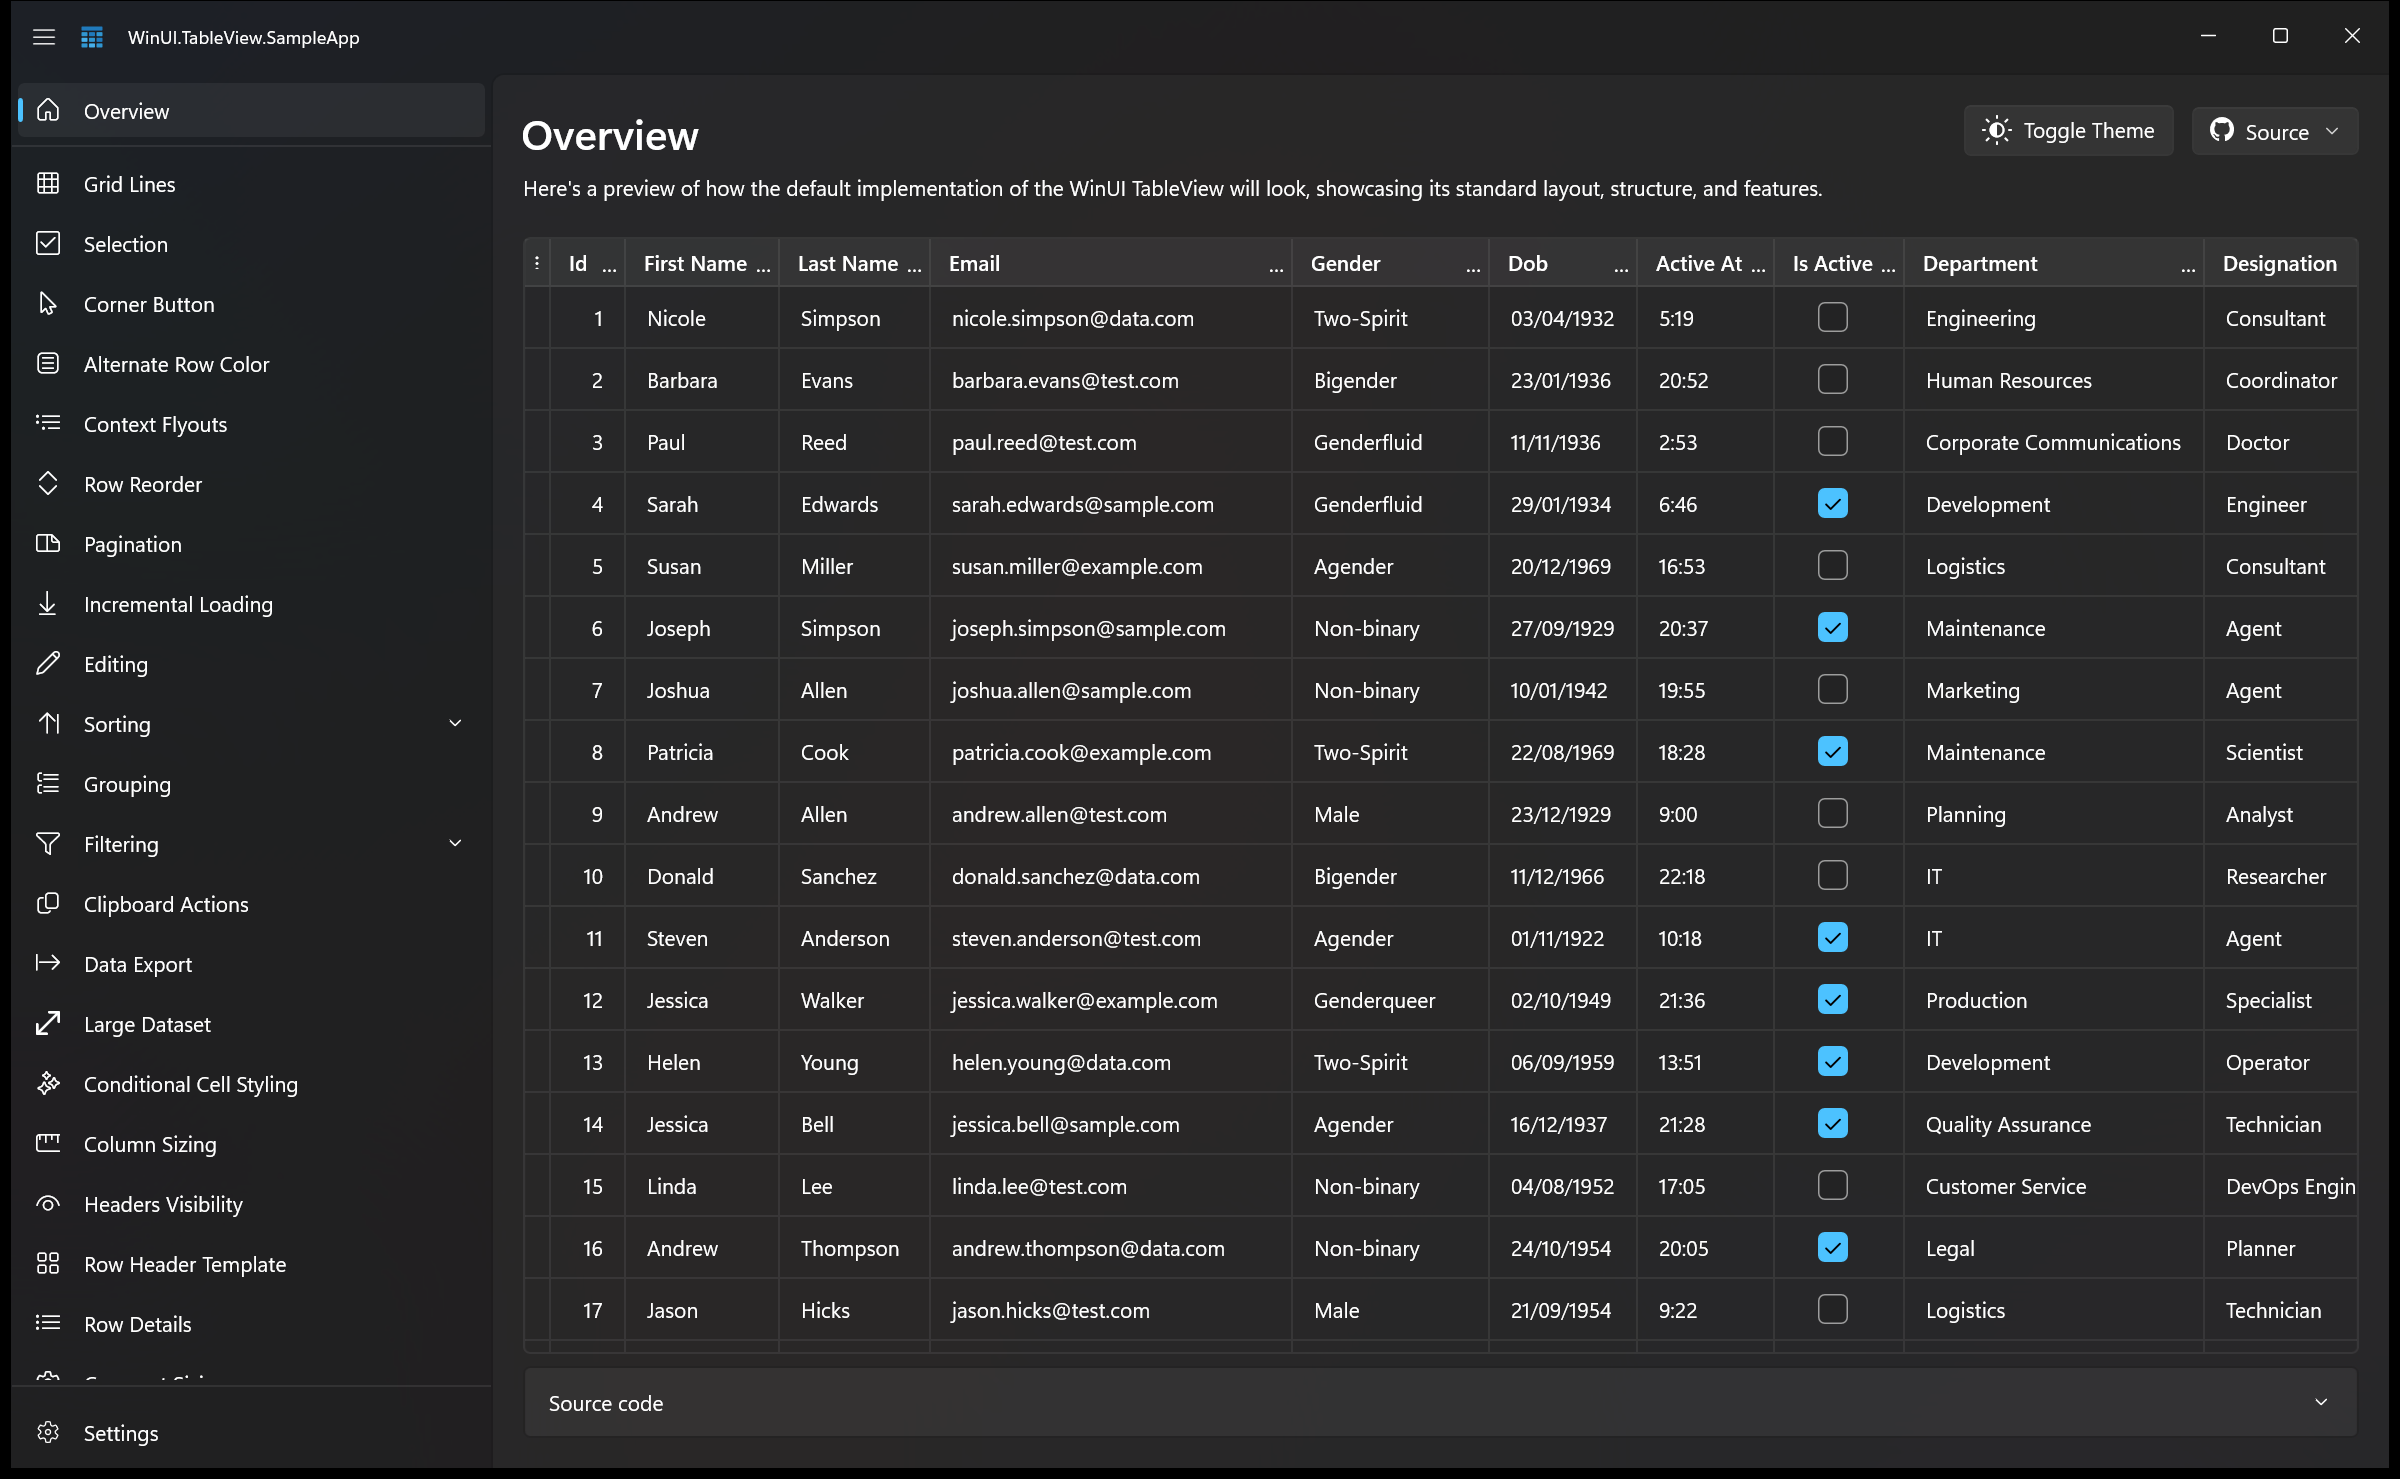 WinUI.TableView.SampleApp
Overview
Grid Lines
Selection
Corner Button
Alternate Row Color
Context Flyouts
Row Reorder
Pagination
Incremental Loading
Editing
Sorting
Grouping
Filtering
Clipboard Actions
Data Export
Large Dataset
Conditional Cell Styling
Column Sizing
Headers Visibility
Row Header Template
Row Details
Settings
Overview
Toggle Theme
Source
Here's a preview of how the default implementation of the WinUI TableView will look, showcasing its standard layout, structure, and features.
Id ... First Name ... Last Name ... Email ... Gender ... Dob ... Active At ... Is Active ... Department ... Designation
1 Nicole Simpson nicole.simpson@data.com Two-Spirit 03/04/1932 5:19 Engineering Consultant
2 Barbara Evans barbara.evans@test.com Bigender 23/01/1936 20:52 Human Resources Coordinator
3 Paul Reed paul.reed@test.com Genderfluid 11/11/1936 2:53 Corporate Communications Doctor
4 Sarah Edwards sarah.edwards@sample.com Genderfluid 29/01/1934 6:46 Development Engineer
5 Susan Miller susan.miller@example.com Agender 20/12/1969 16:53 Logistics Consultant
6 Joseph Simpson joseph.simpson@sample.com Non-binary 27/09/1929 20:37 Maintenance Agent
7 Joshua Allen joshua.allen@sample.com Non-binary 10/01/1942 19:55 Marketing Agent
8 Patricia Cook patricia.cook@example.com Two-Spirit 22/08/1969 18:28 Maintenance Scientist
9 Andrew Allen andrew.allen@test.com Male 23/12/1929 9:00 Planning Analyst
10 Donald Sanchez donald.sanchez@data.com Bigender 11/12/1966 22:18 IT Researcher
11 Steven Anderson steven.anderson@test.com Agender 01/11/1922 10:18 IT Agent
12 Jessica Walker jessica.walker@example.com Genderqueer 02/10/1949 21:36 Production Specialist
13 Helen Young helen.young@data.com Two-Spirit 06/09/1959 13:51 Development Operator
14 Jessica Bell jessica.bell@sample.com Agender 16/12/1937 21:28 Quality Assurance Technician
15 Linda Lee linda.lee@test.com Non-binary 04/08/1952 17:05 Customer Service DevOps Engin
16 Andrew Thompson andrew.thompson@data.com Non-binary 24/10/1954 20:05 Legal Planner
17 Jason Hicks jason.hicks@test.com Male 21/09/1954 9:22 Logistics Technician
Source code